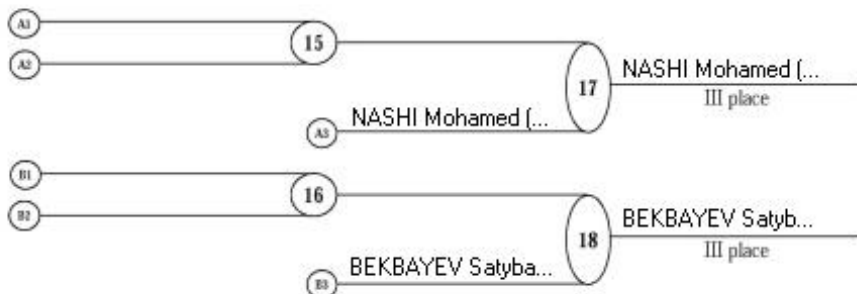 A1
15
A2
NASHI Mohamed (...
17
III place
NASHI Mohamed (...
A3
B1
16
B2
BEKBAYEV Satyb...
18
III place
BEKBAYEV Satyba...
B3